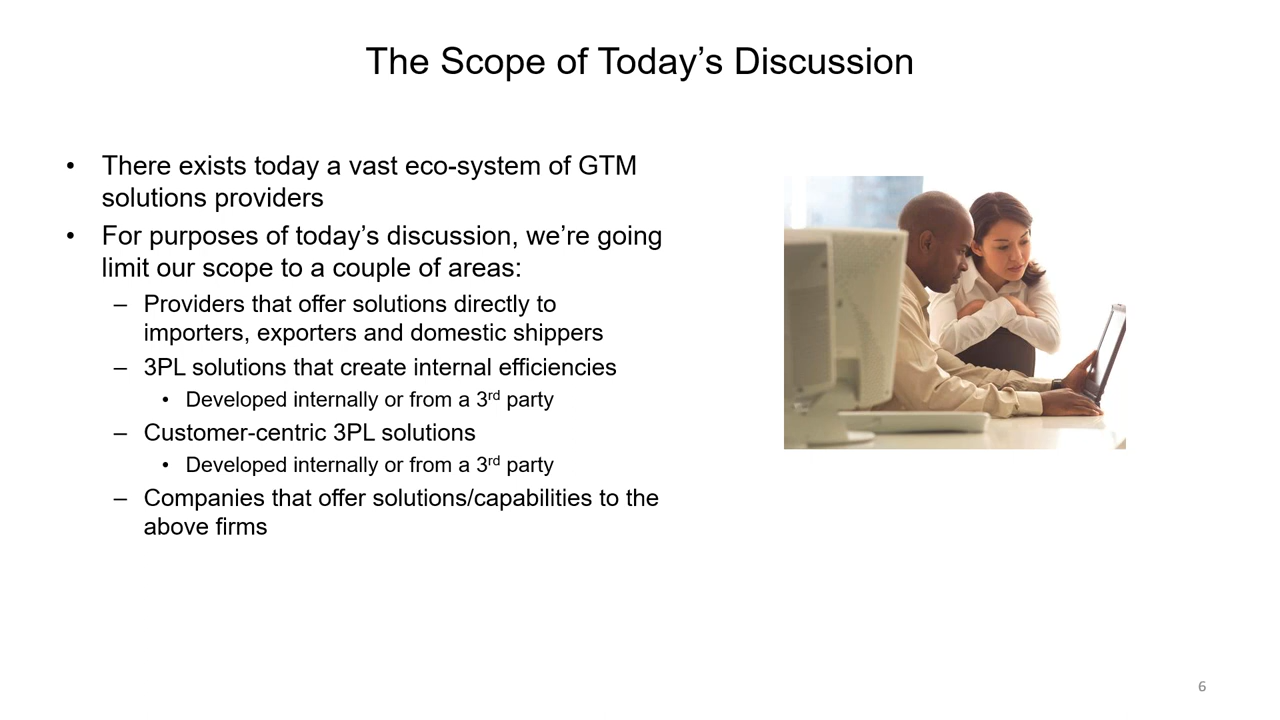 The Scope of Today’s Discussion
• There exists today a vast eco-system of GTM
solutions providers
• For purposes of today’s discussion, we’re going
limit our scope to a couple of areas:
– Providers that offer solutions directly to
importers, exporters and domestic shippers
– 3PL solutions that create internal efficiencies
• Developed internally or from a 3rd party
– Customer-centric 3PL solutions
• Developed internally or from a 3rd party
– Companies that offer solutions/capabilities to the
above firms
6